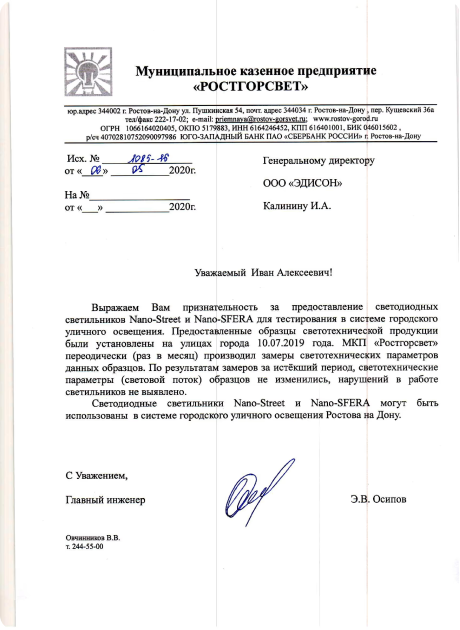 Муниципальное казенное предприятие
«РОСТГОРСВЕТ»
юр.адрес 344002 г. Ростов-на-Дону ул. Пушкинская 54, почт. адрес 344034 г. Ростов-на-Дону , пер. Кущевский 36а
тел/факс 222-17-02; e-mail: priemnaya@rostov-gorsvet.ru; www.rostov-gorod.ru
ОГРН 1066164020405, ОКПО 5179883, ИНН 6164246452, КПП 616401001, БИК 046015602 ,
р/сч 40702810752090097986 ЮГО-ЗАПАДНЫЙ БАНК ПАО «СБЕРБАНК РОССИИ» г. Ростов-на-Дону
Исх. № 1085-16
от « 08 » 05 2020г.
На №
от « » 2020г.
Генеральному директору
ООО «ЭДИСОН»
Калинину И.А.
Уважаемый Иван Алексеевич!
Выражаем Вам признательность за предоставление светодиодных
светильников Nano-Street и Nano-SFERA для тестирования в системе городского
уличного освещения. Предоставленные образцы светотехнической продукции
были установлены на улицах города 10.07.2019 года. МКП «Ростгорсвет»
переодически (раз в месяц) производил замеры светотехнических параметров
данных образцов. По результатам замеров за истёкший период, светотехнические
параметры (световой поток) образцов не изменились, нарушений в работе
светильников не выявлено.
Светодиодные светильники Nano-Street и Nano-SFERA могут быть
использованы в системе городского уличного освещения Ростова на Дону.
С Уважением,
Главный инженер
Э.В. Осипов
Овчинников В.В.
т. 244-55-00